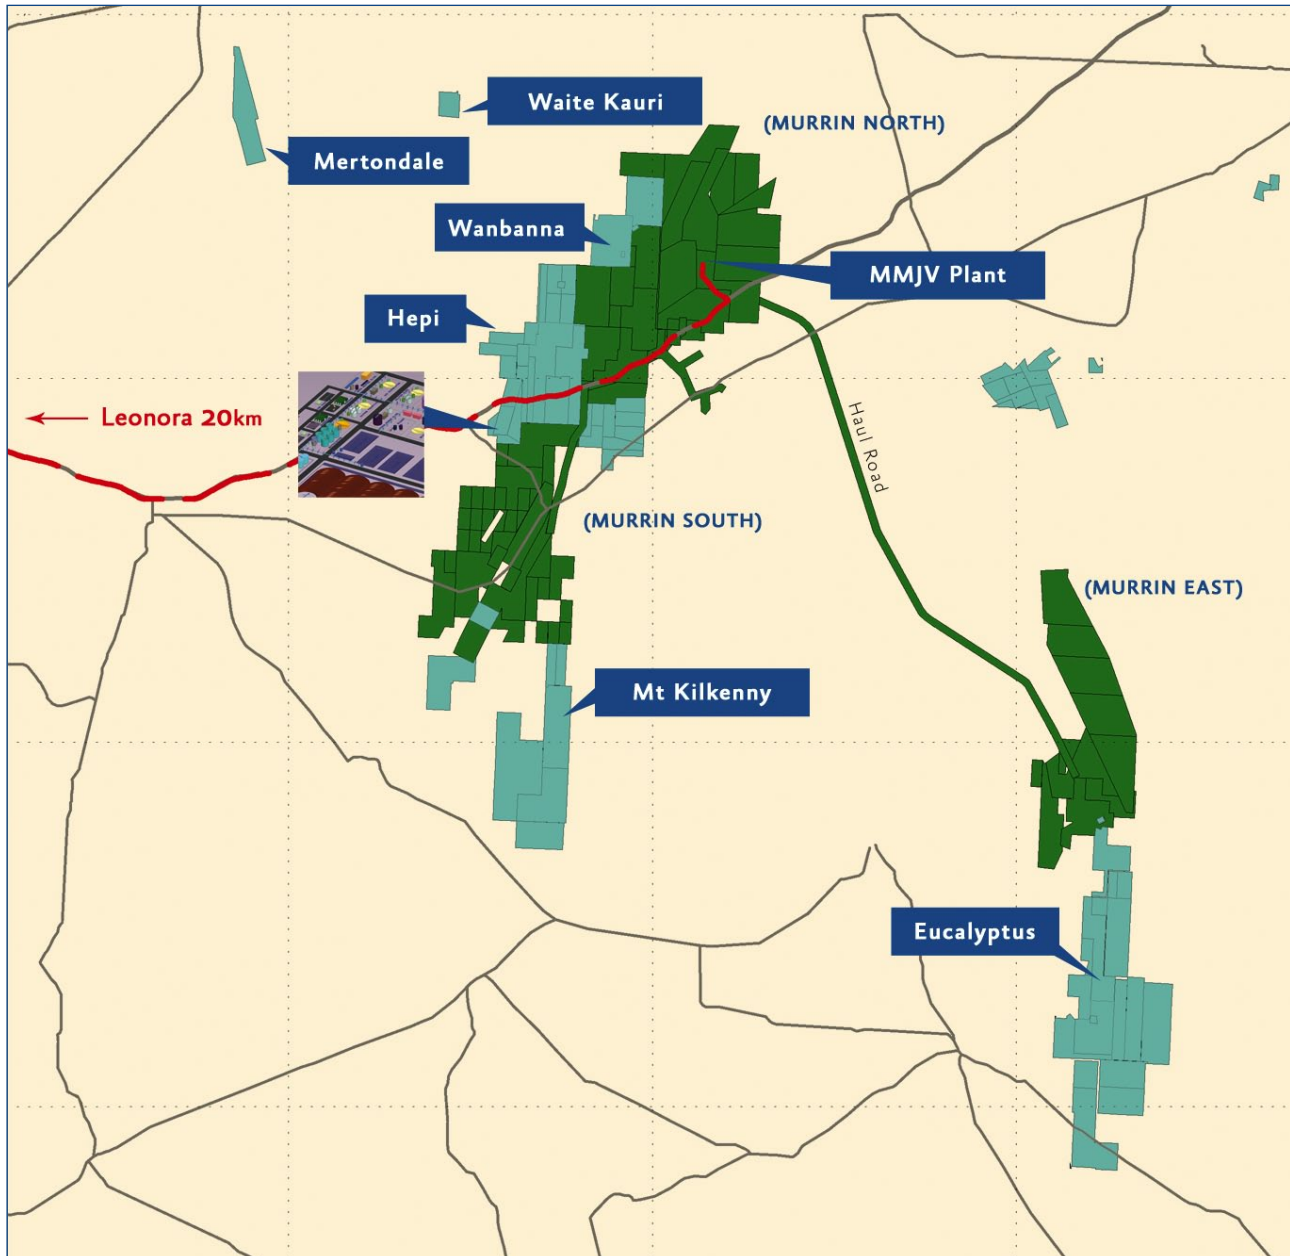 Waite Kauri
(MURRIN NORTH)
Mertondale
Wanbanna
MMJV Plant
Hepi
Leonora 20km
Haul Road
(MURRIN SOUTH)
(MURRIN EAST)
Mt Kilkenny
Eucalyptus